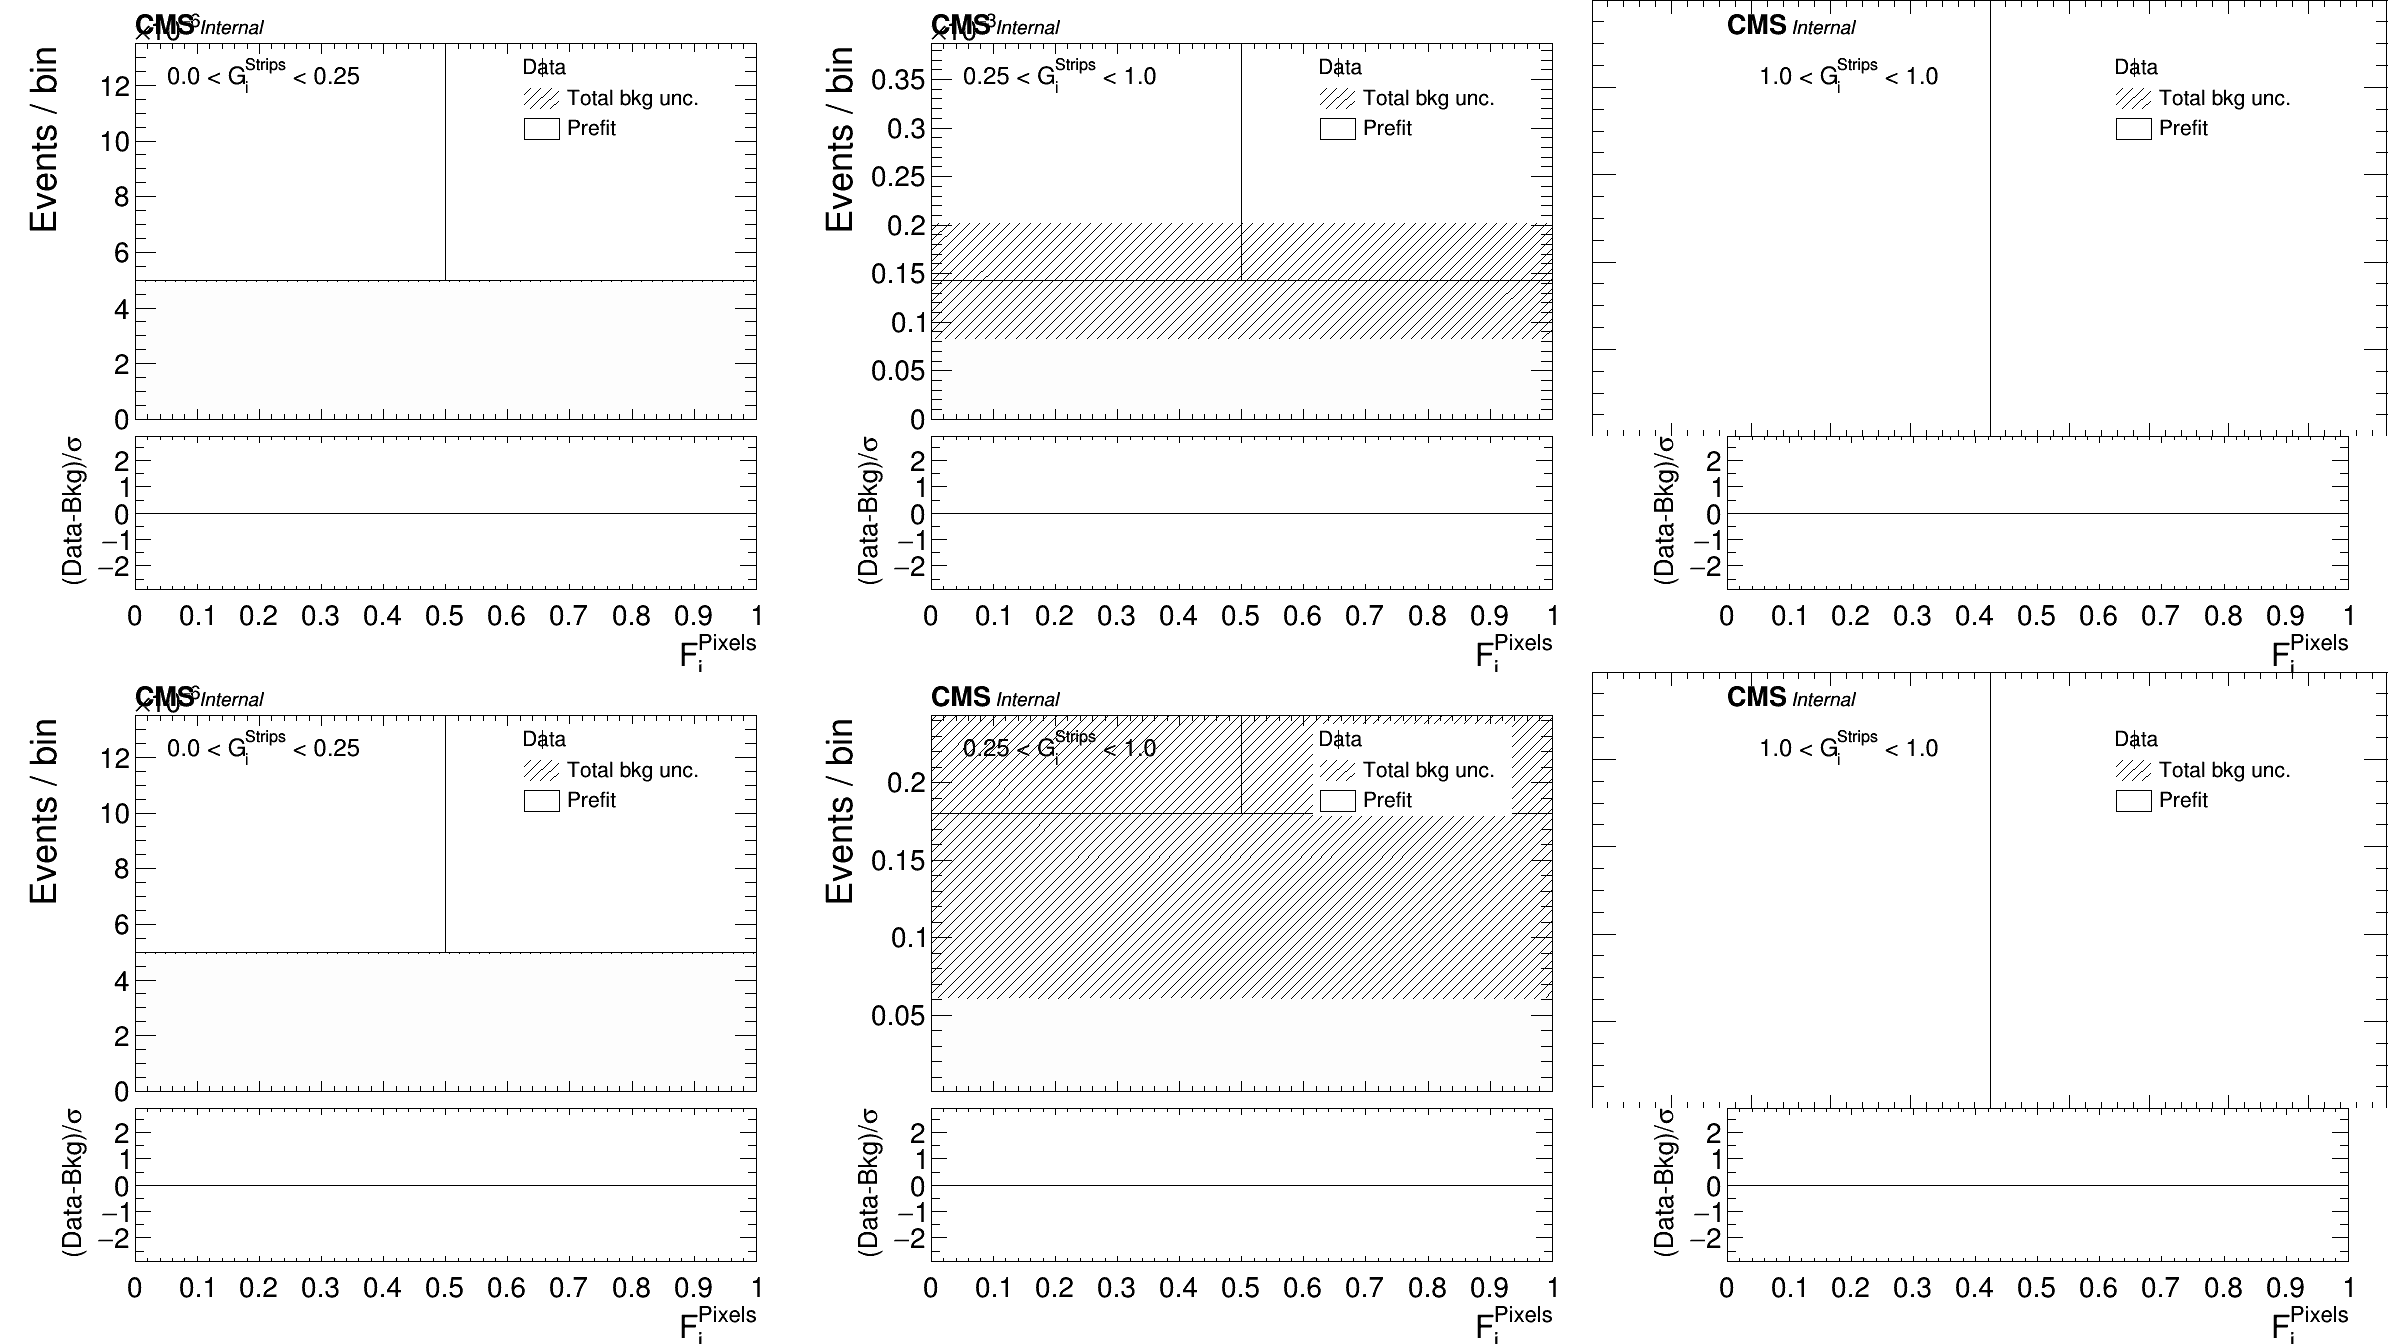 CMS Internal
×10⁻⁶
Events / bin
0.0 < G_i^Strips < 0.25
Data
Total bkg unc.
Prefit
12
10
8
6
4
2
0
(Data-Bkg)/σ
2
1
0
−1
−2
0 0.1 0.2 0.3 0.4 0.5 0.6 0.7 0.8 0.9 1
F_i^Pixels
CMS Internal
×10⁻³
Events / bin
0.25 < G_i^Strips < 1.0
Data
Total bkg unc.
Prefit
0.35
0.3
0.25
0.2
0.15
0.1
0.05
0
(Data-Bkg)/σ
2
1
0
−1
−2
0 0.1 0.2 0.3 0.4 0.5 0.6 0.7 0.8 0.9 1
F_i^Pixels
CMS Internal
1.0 < G_i^Strips < 1.0
Data
Total bkg unc.
Prefit
(Data-Bkg)/σ
2
1
0
−1
−2
0 0.1 0.2 0.3 0.4 0.5 0.6 0.7 0.8 0.9 1
F_i^Pixels
CMS Internal
×10⁻⁶
Events / bin
0.0 < G_i^Strips < 0.25
Data
Total bkg unc.
Prefit
12
10
8
6
4
2
0
(Data-Bkg)/σ
2
1
0
−1
−2
0 0.1 0.2 0.3 0.4 0.5 0.6 0.7 0.8 0.9 1
F_i^Pixels
CMS Internal
Events / bin
0.25 < G_i^Strips < 1.0
Data
Total bkg unc.
Prefit
0.2
0.15
0.1
0.05
(Data-Bkg)/σ
2
1
0
−1
−2
0 0.1 0.2 0.3 0.4 0.5 0.6 0.7 0.8 0.9 1
F_i^Pixels
CMS Internal
1.0 < G_i^Strips < 1.0
Data
Total bkg unc.
Prefit
(Data-Bkg)/σ
2
1
0
−1
−2
0 0.1 0.2 0.3 0.4 0.5 0.6 0.7 0.8 0.9 1
F_i^Pixels